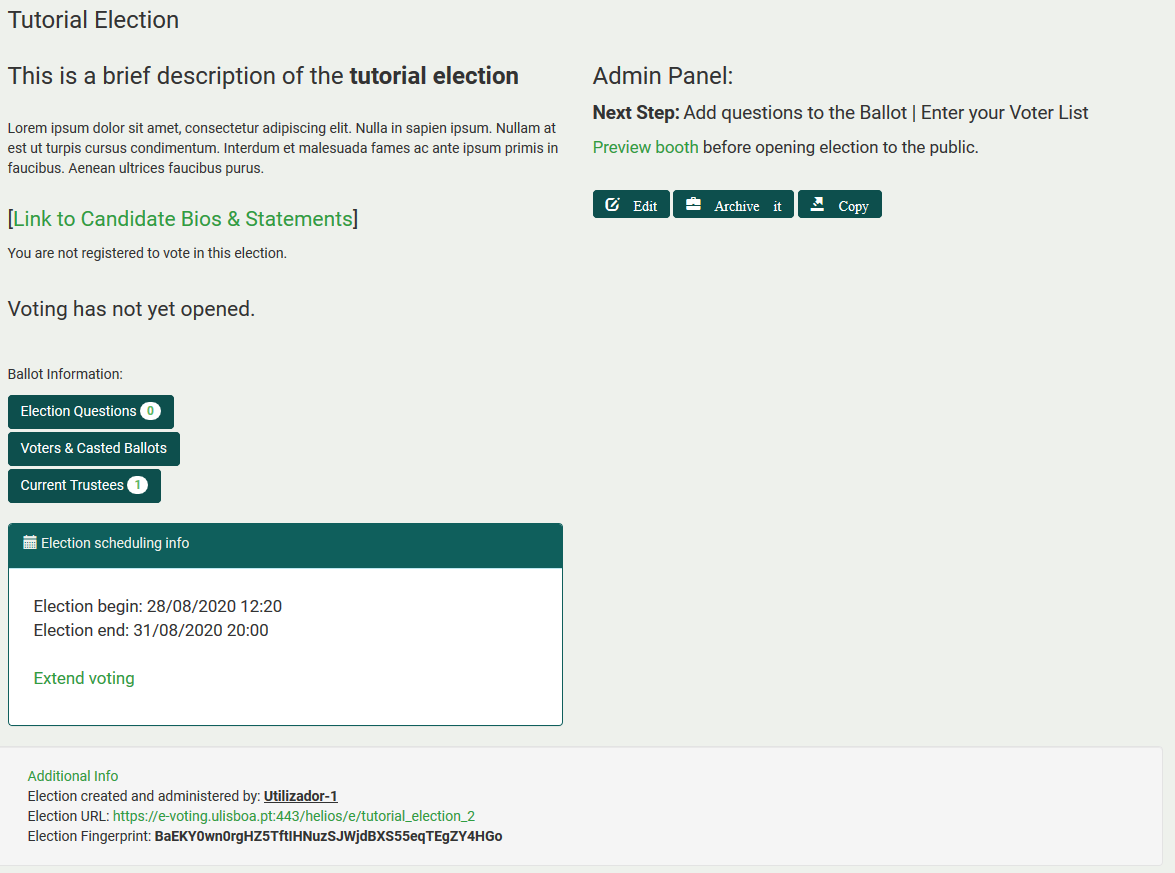 Tutorial Election
This is a brief description of the tutorial election
Lorem ipsum dolor sit amet, consectetur adipiscing elit. Nulla in sapien ipsum. Nullam at
est ut turpis cursus condimentum. Interdum et malesuada fames ac ante ipsum primis in
faucibus. Aenean ultrices faucibus purus.
[Link to Candidate Bios & Statements]
You are not registered to vote in this election.
Voting has not yet opened.
Ballot Information:
Election Questions 0
Voters & Casted Ballots
Current Trustees 1
Election scheduling info
Election begin: 28/08/2020 12:20
Election end: 31/08/2020 20:00
Extend voting
Admin Panel:
Next Step: Add questions to the Ballot | Enter your Voter List
Preview booth before opening election to the public.
Edit Archive it Copy
Additional Info
Election created and administered by: Utilizador-1
Election URL: https://e-voting.ulisboa.pt:443/helios/e/tutorial_election_2
Election Fingerprint: BaEKY0wn0rgHZ5TftIHNuzSJWjdBXS55eqTEgZY4HGo